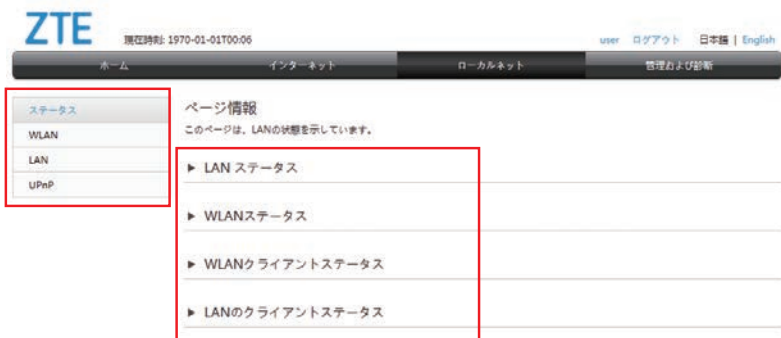 ZTE
現在時刻: 1970-01-01T00:06
user ログアウト 日本語 | English
ホーム インターネット ローカルネット 管理および診断
ステータス
WLAN
LAN
UPnP
ページ情報
このページは、LANの状態を示しています。
▶ LAN ステータス
▶ WLANステータス
▶ WLANクライアントステータス
▶ LANのクライアントステータス